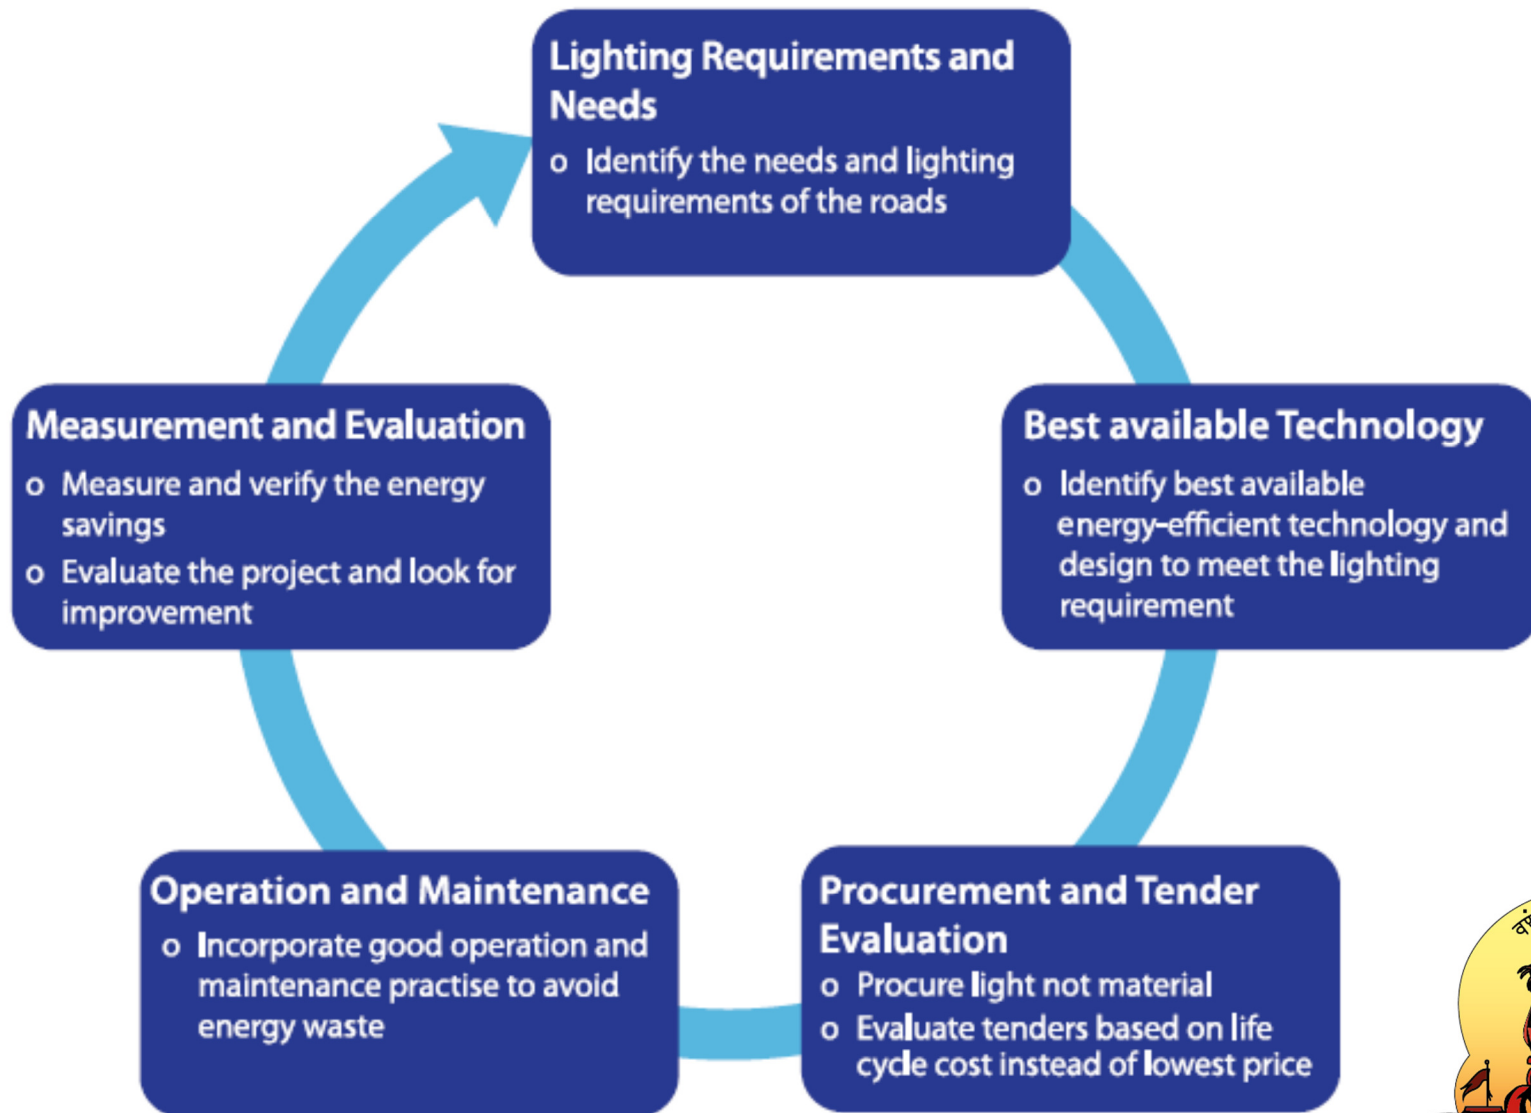 Lighting Requirements and
Needs
o Identify the needs and lighting
requirements of the roads
Best available Technology
o Identify best available
energy-efficient technology and
design to meet the lighting
requirement
Procurement and Tender
Evaluation
o Procure light not material
o Evaluate tenders based on life
cycle cost instead of lowest price
Operation and Maintenance
o Incorporate good operation and
maintenance practise to avoid
energy waste
Measurement and Evaluation
o Measure and verify the energy
savings
o Evaluate the project and look for
improvement